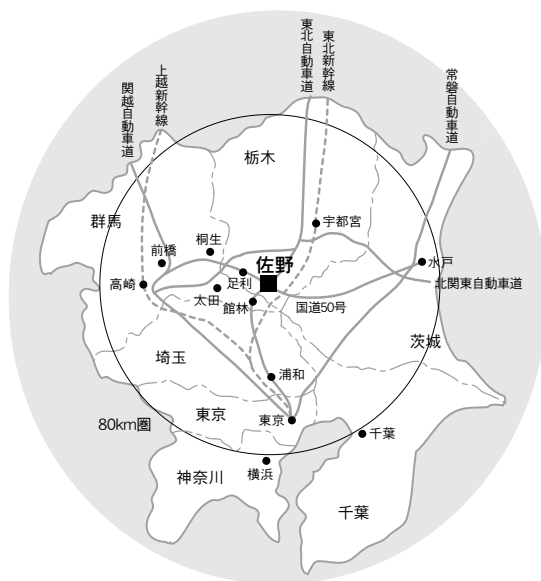 東北自動車道
東北新幹線
上越新幹線
関越自動車道
常磐自動車道
栃木
群馬
宇都宮
桐生
前橋
佐野
水戸
足利
高崎
北関東自動車道
太田
館林
国道50号
茨城
埼玉
浦和
東京
東京
80km圏
千葉
横浜
神奈川
千葉